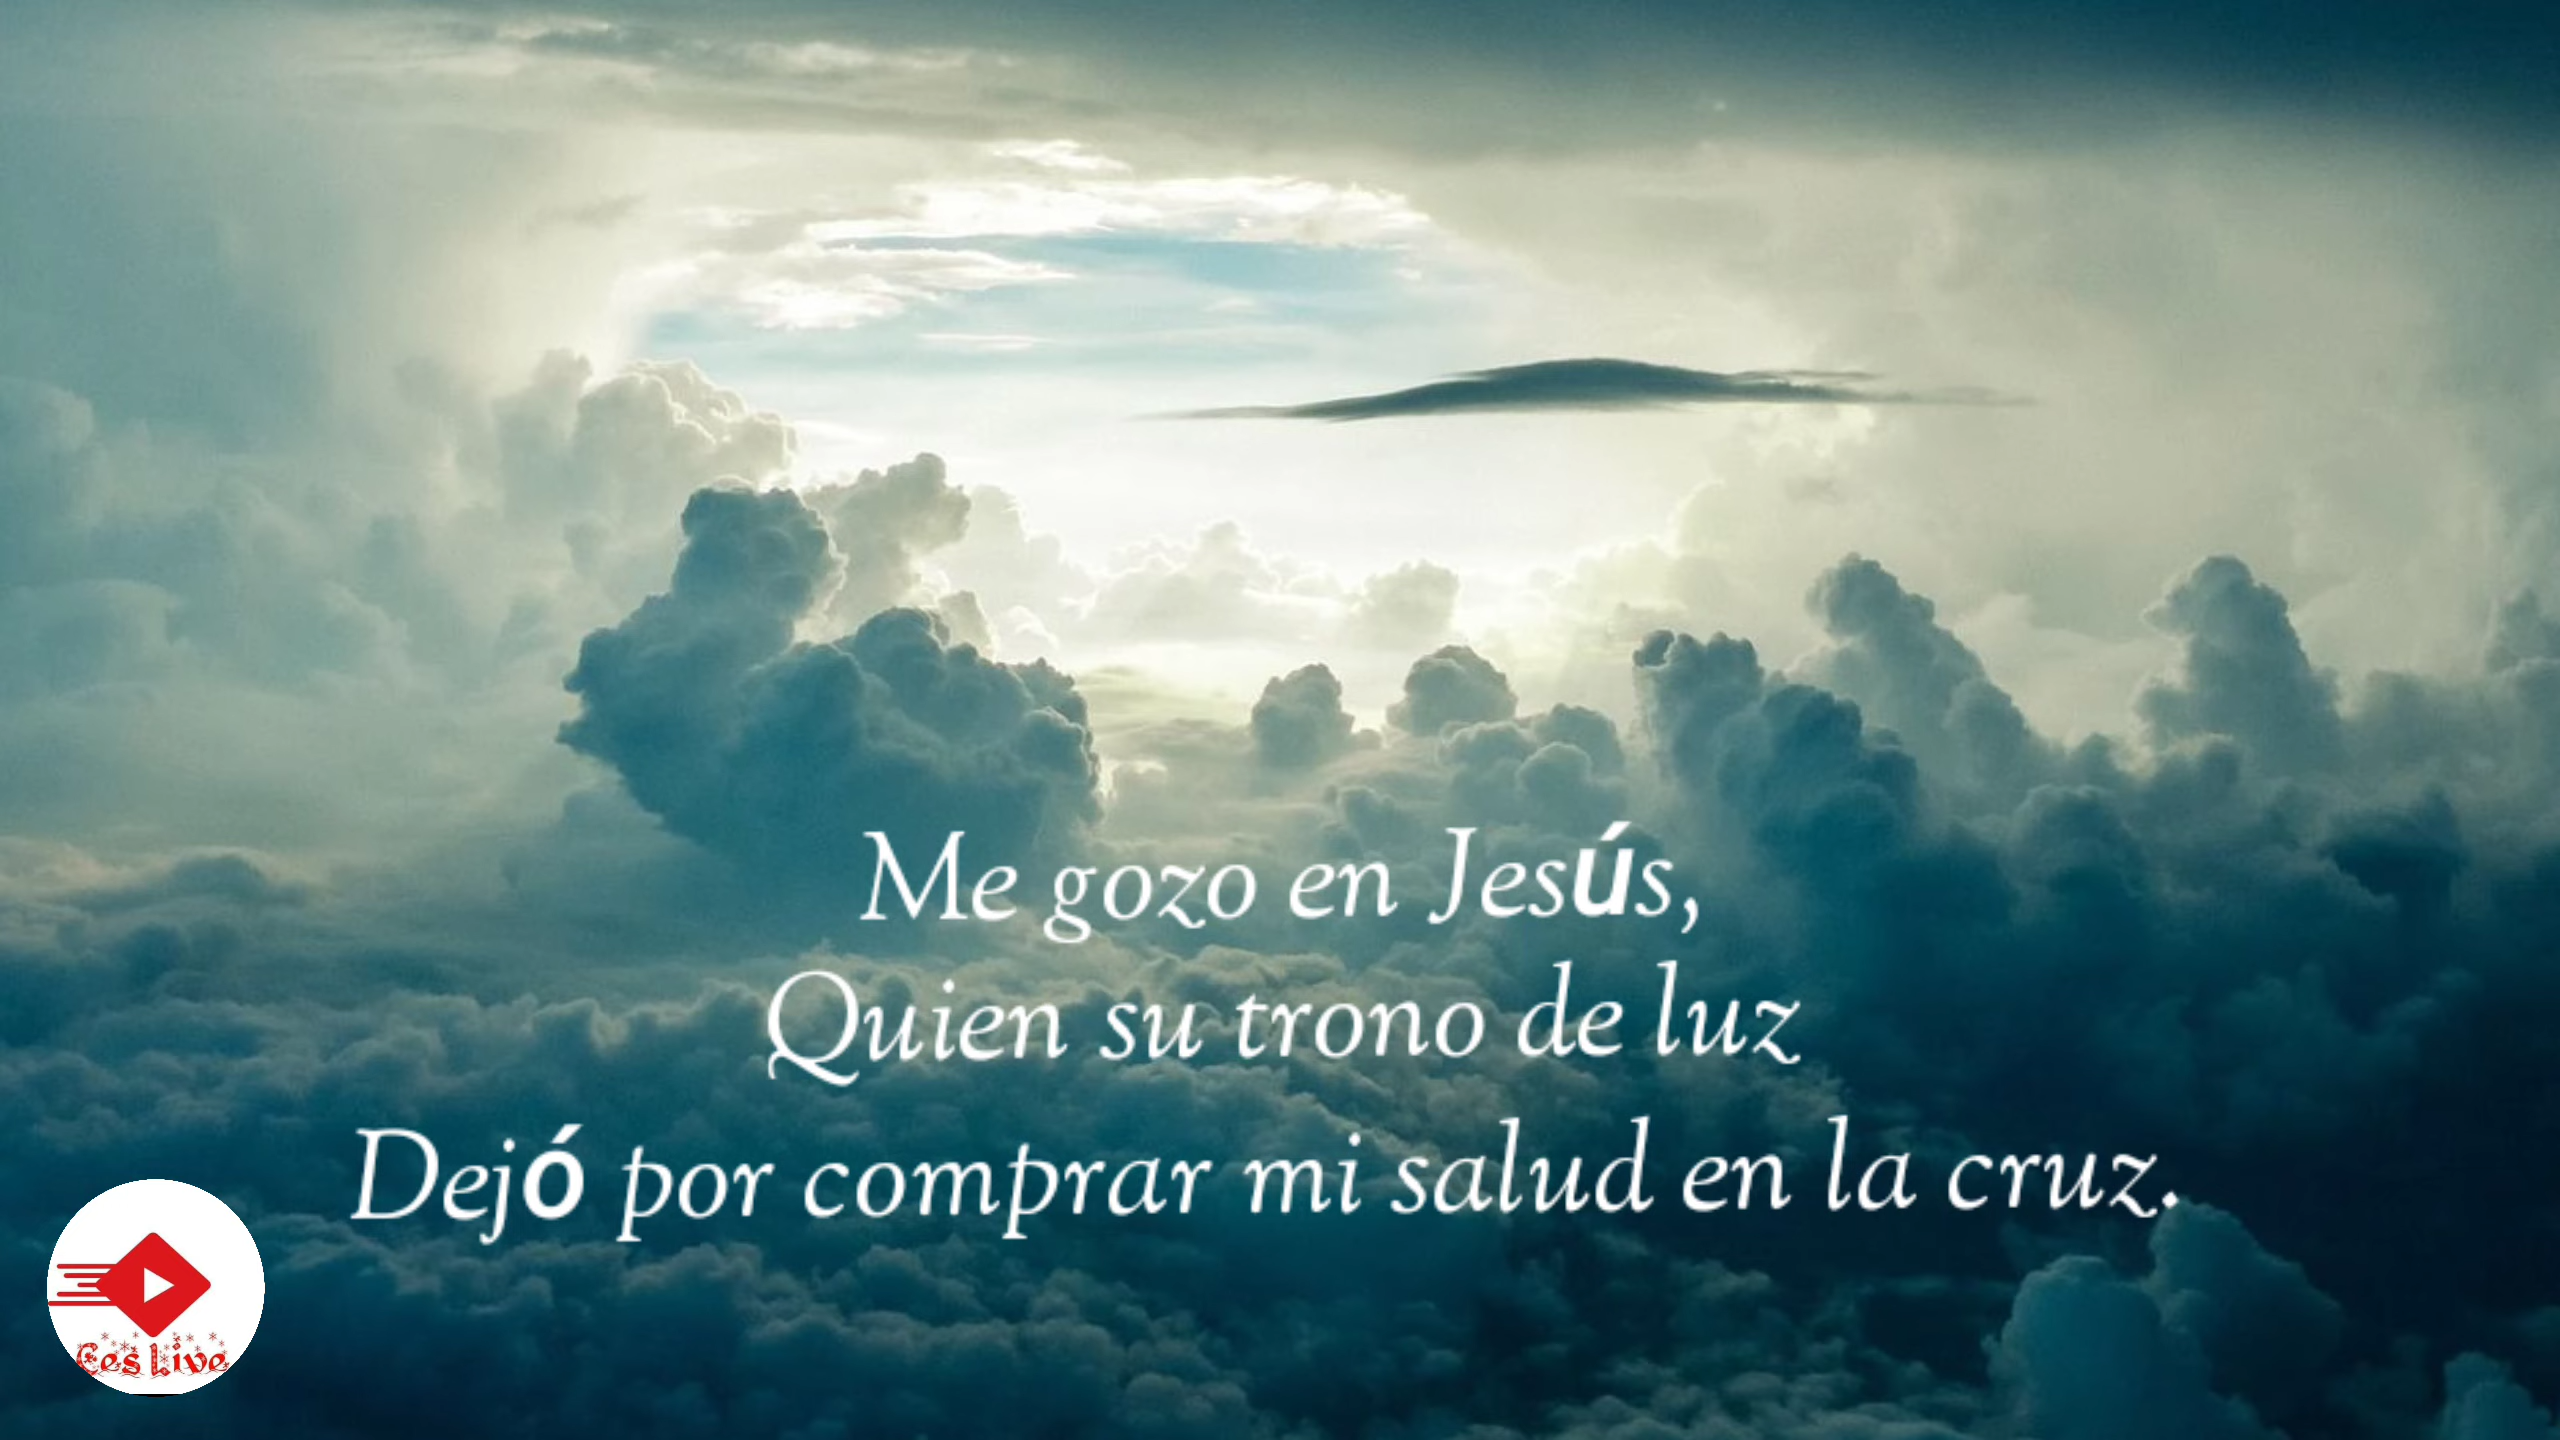 Me gozo en Jesús,
Quien su trono de luz
Dejó por comprar mi salud en la cruz.
Ces Live